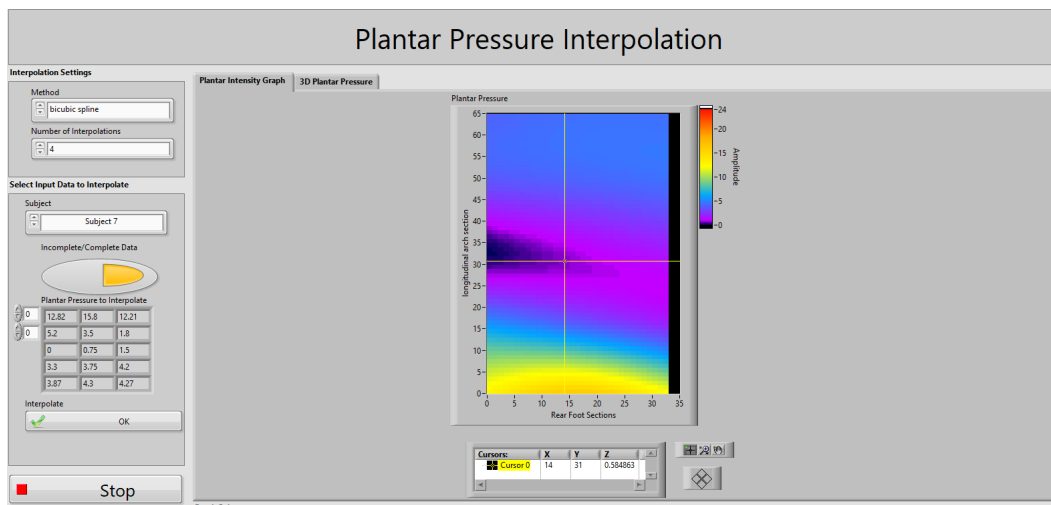 Plantar Pressure Interpolation
Interpolation Settings
Method
bicubic spline
Number of Interpolations
4
Select Input Data to Interpolate
Subject
Subject 7
Incomplete/Complete Data
Plantar Pressure to Interpolate
0 12.82 15.8 12.21
0 5.2 3.5 1.8
0 0.75 1.5
3.3 3.75 4.2
3.87 4.3 4.27
Interpolate
OK
Stop
Plantar Intensity Graph 3D Plantar Pressure
Plantar Pressure
65-
60-
55-
50-
45-
40-
35-
30-
25-
20-
15-
10-
5-
0-
longitudinal arch section
0 5 10 15 20 25 30 35
Rear Foot Sections
-24
-20
-15
-10
-5
-0
Amplitude
Cursors: X Y Z
Cursor 0 14 31 0.584863